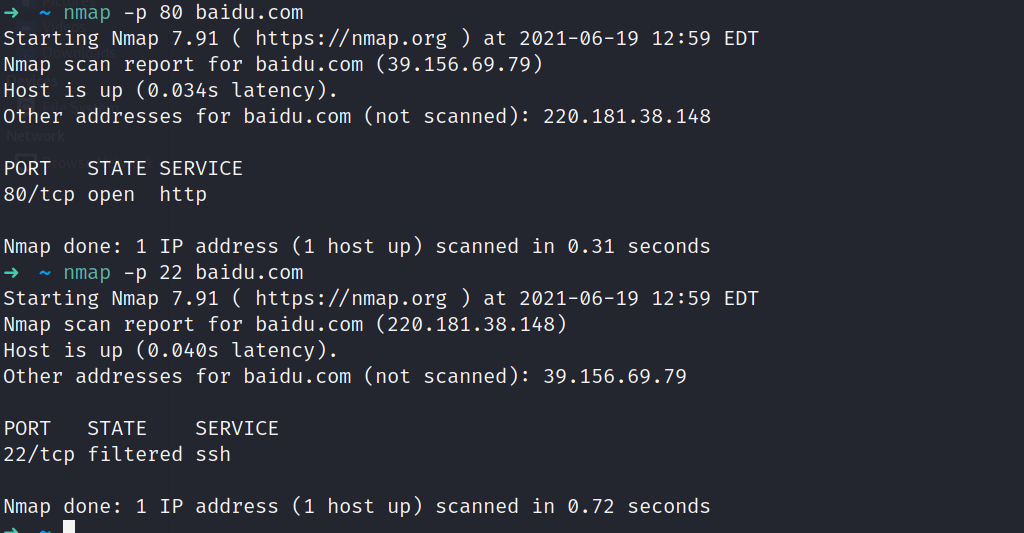 ➜ ~ nmap -p 80 baidu.com
Starting Nmap 7.91 ( https://nmap.org ) at 2021-06-19 12:59 EDT
Nmap scan report for baidu.com (39.156.69.79)
Host is up (0.034s latency).
Other addresses for baidu.com (not scanned): 220.181.38.148
Network
PORT   STATE SERVICE
80/tcp open  http
Nmap done: 1 IP address (1 host up) scanned in 0.31 seconds
➜ ~ nmap -p 22 baidu.com
Starting Nmap 7.91 ( https://nmap.org ) at 2021-06-19 12:59 EDT
Nmap scan report for baidu.com (220.181.38.148)
Host is up (0.040s latency).
Other addresses for baidu.com (not scanned): 39.156.69.79
PORT   STATE    SERVICE
22/tcp filtered ssh
Nmap done: 1 IP address (1 host up) scanned in 0.72 seconds
➜ ~